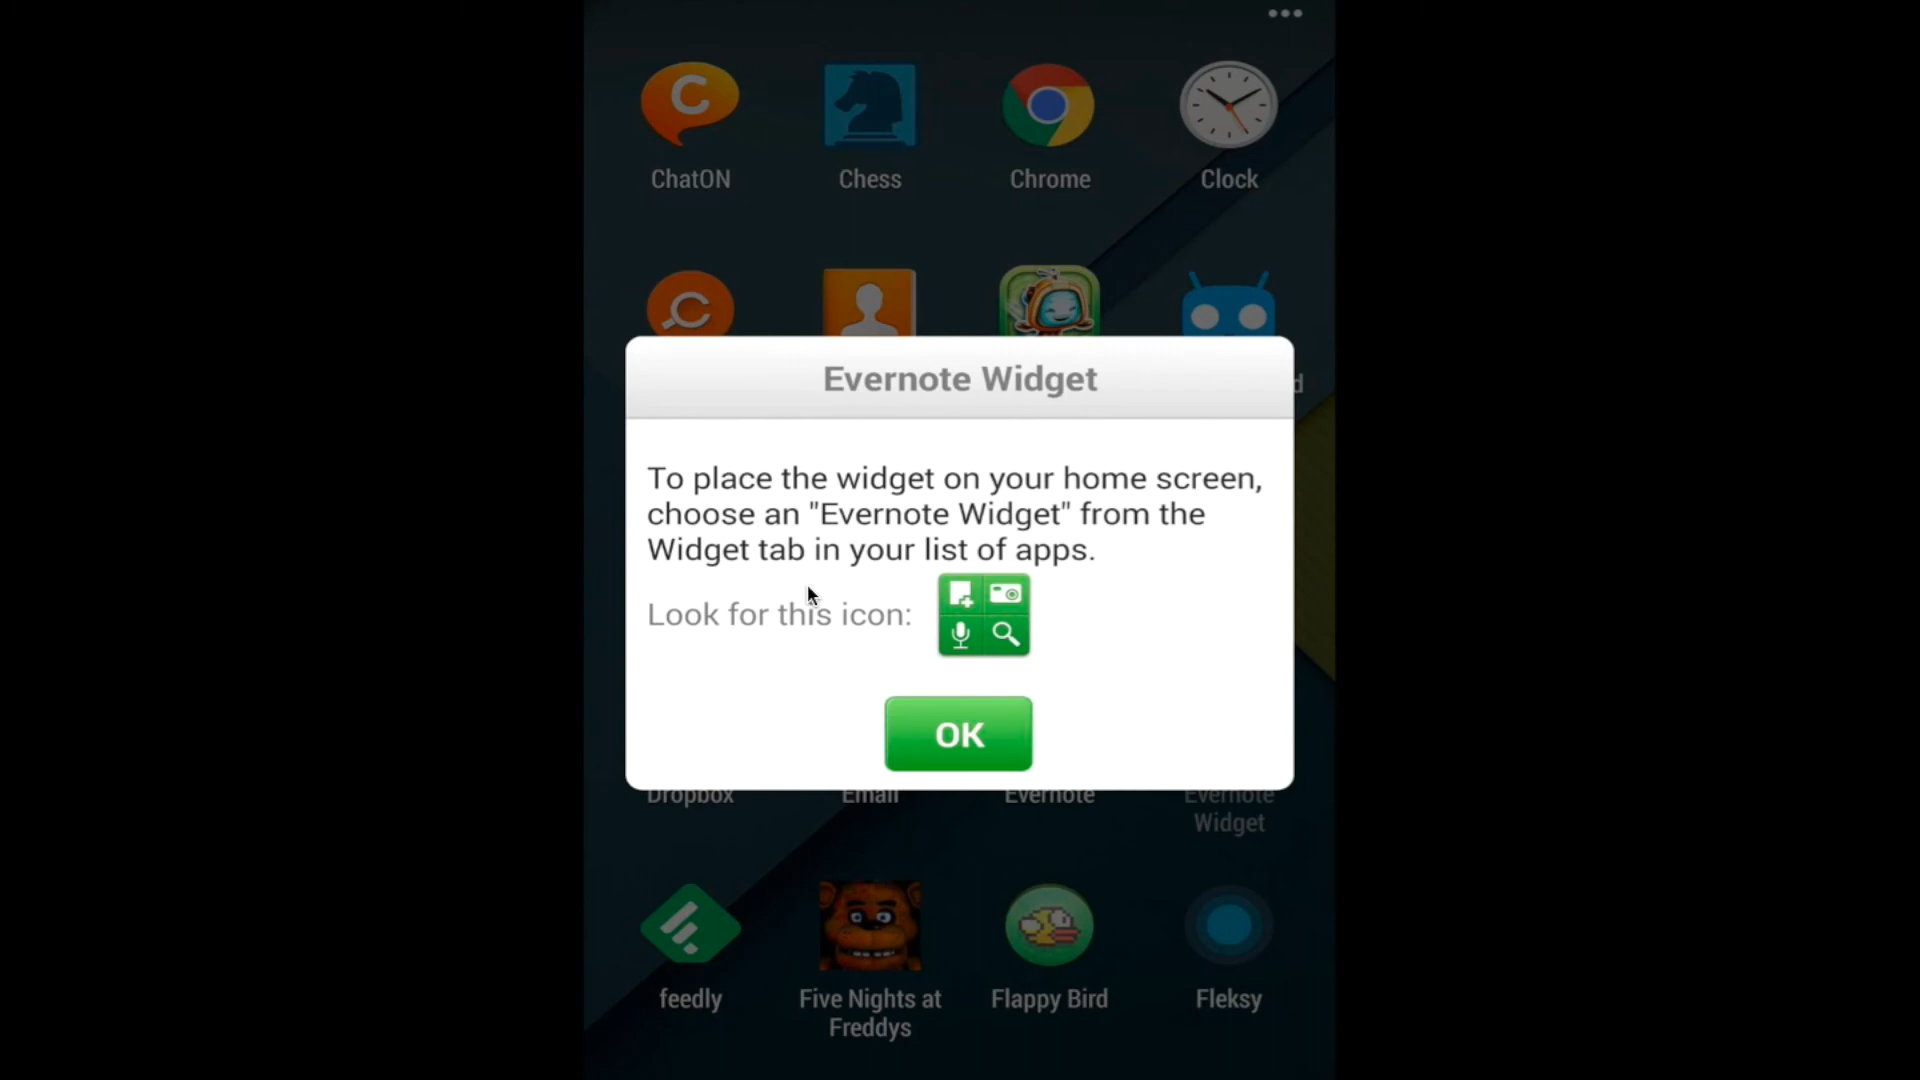 ChatON
Chess
Chrome
Clock
d
Evernote Widget
To place the widget on your home screen,
choose an "Evernote Widget" from the
Widget tab in your list of apps.
Look for this icon:
OK
Dropbox
Email
Evernote
Evernote
Widget
feedly
Five Nights at
Freddys
Flappy Bird
Fleksy